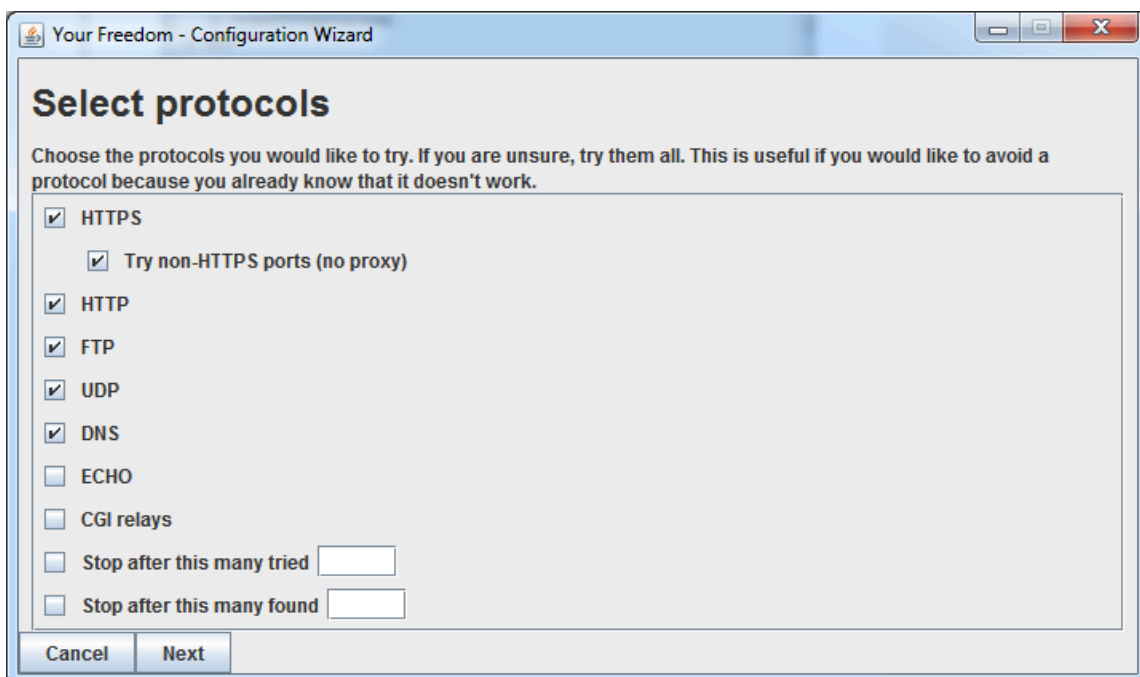 Your Freedom - Configuration Wizard
Select protocols
Choose the protocols you would like to try. If you are unsure, try them all. This is useful if you would like to avoid a
protocol because you already know that it doesn't work.
HTTPS
Try non-HTTPS ports (no proxy)
HTTP
FTP
UDP
DNS
ECHO
CGI relays
Stop after this many tried
Stop after this many found
Cancel Next